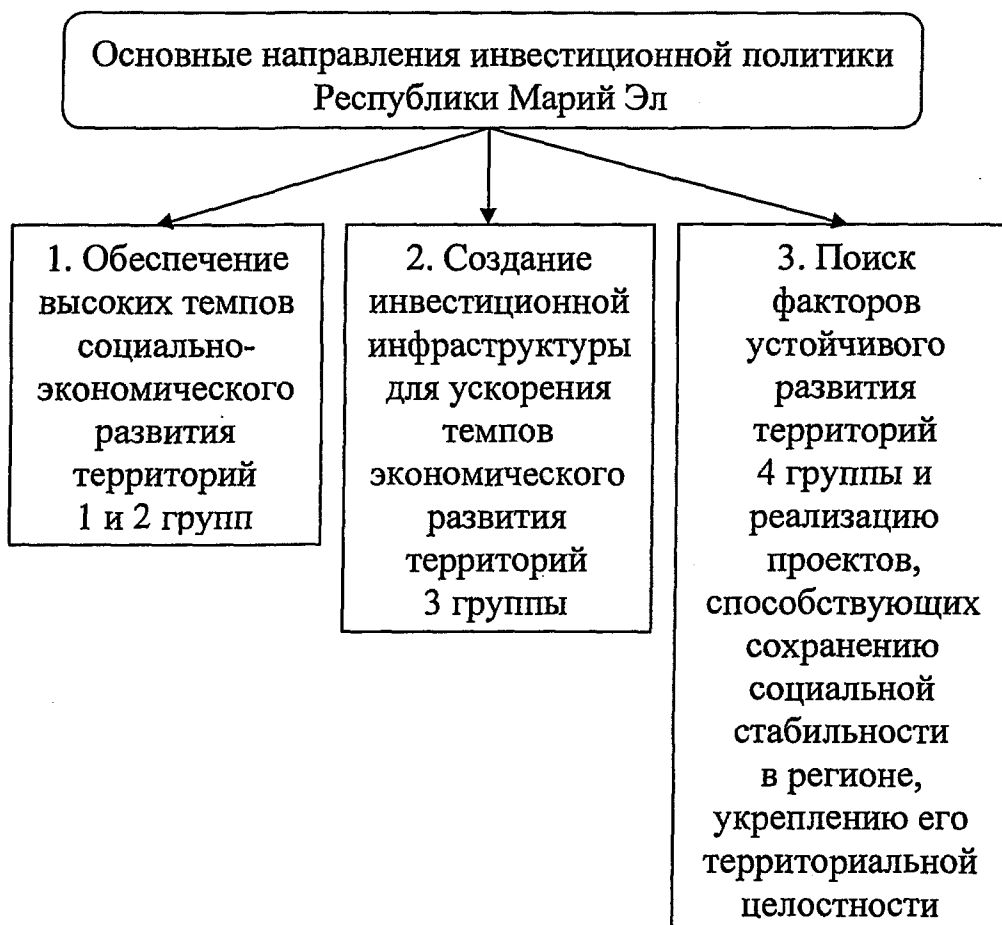 Основные направления инвестиционной политики
Республики Марий Эл
1. Обеспечение
высоких темпов
социально-
экономического
развития
территорий
1 и 2 групп
2. Создание
инвестиционной
инфраструктуры
для ускорения
темпов
экономического
развития
территорий
3 группы
3. Поиск
факторов
устойчивого
развития
территорий
4 группы и
реализацию
проектов,
способствующих
сохранению
социальной
стабильности
в регионе,
укреплению его
территориальной
целостности